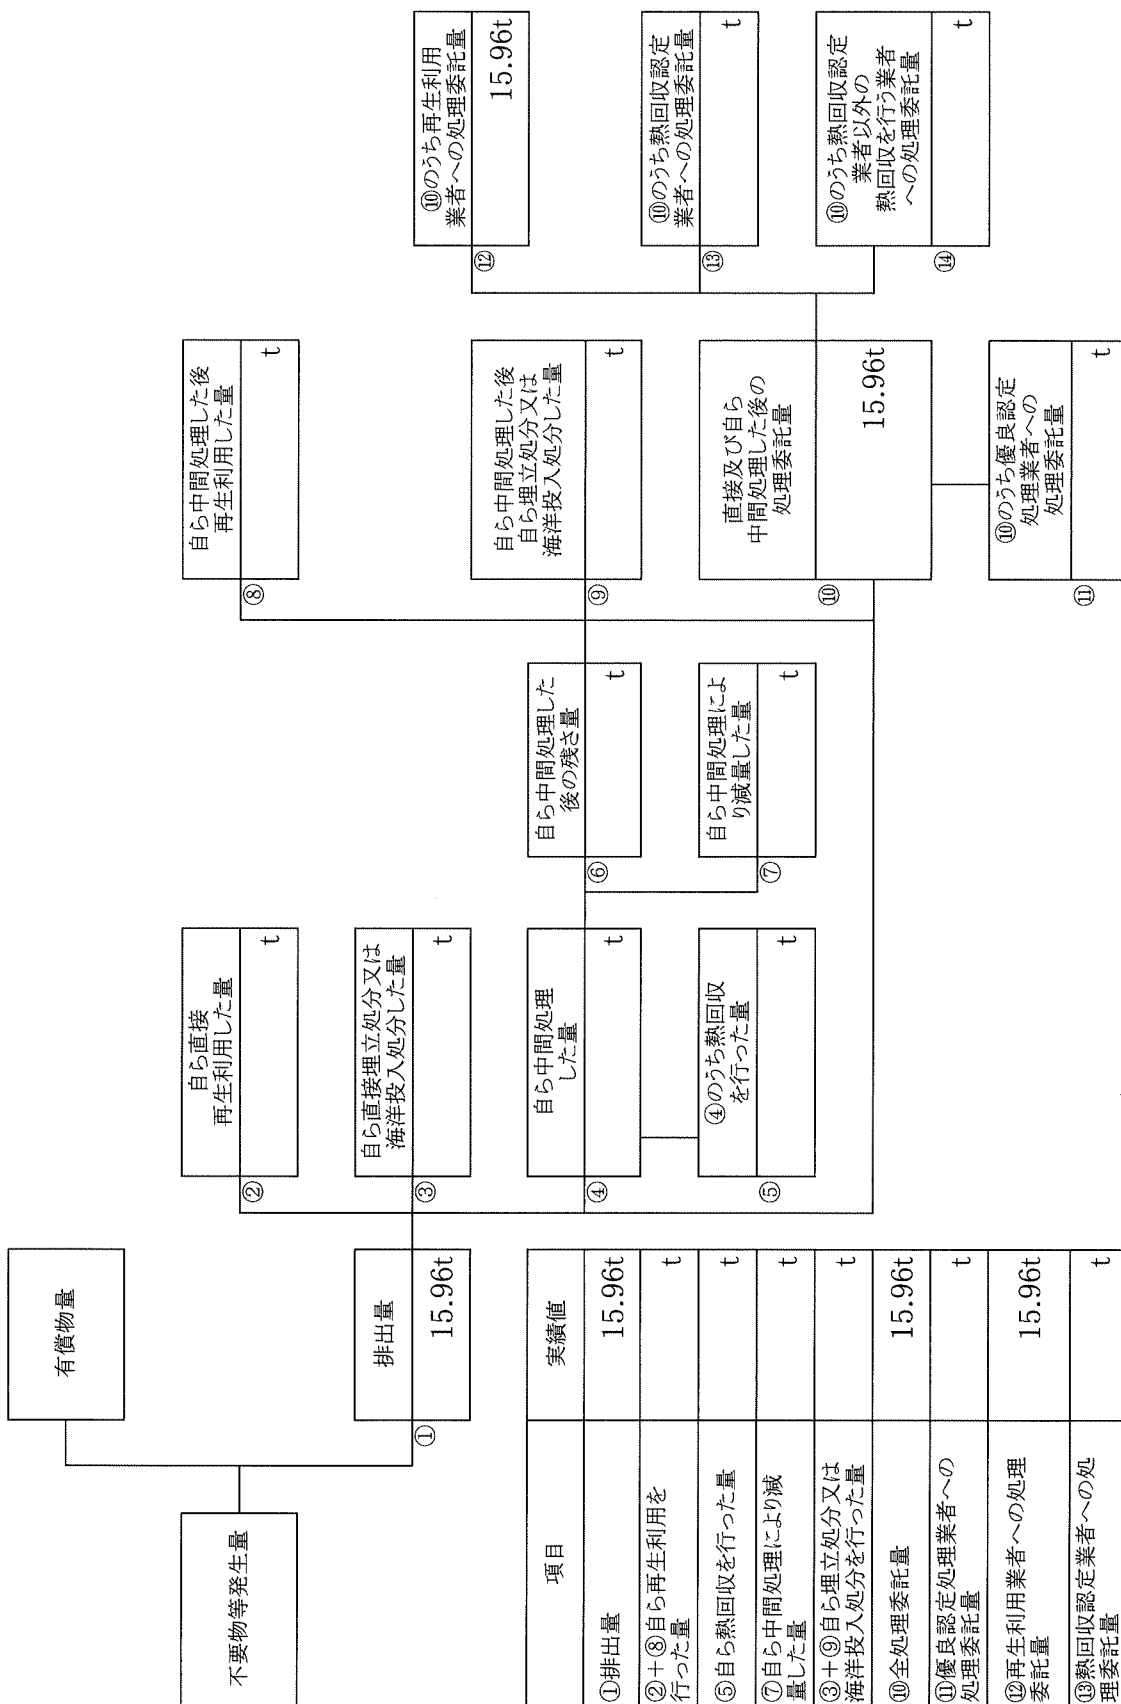 不要物等発生量
有償物量
排出量
①
15.96t
②
自ら直接
再生利用した量
t
③
自ら直接埋立処分又は
海洋投入処分した量
t
④
自ら中間処理
した量
t
⑤
④のうち熱回収
を行った量
t
⑥
自ら中間処理した
後の残さ量
t
⑦
自ら中間処理によ
り減量した量
t
⑧
自ら中間処理した後
再生利用した量
t
⑨
自ら中間処理した後
自ら埋立処分又は
海洋投入処分した量
t
⑩
直接及び自ら
中間処理した後の
処理委託量
15.96t
⑪
⑩のうち優良認定
処理業者への
処理委託量
t
⑫
⑩のうち再生利用
業者への処理委託量
15.96t
⑬
⑩のうち熱回収認定
業者への処理委託量
t
⑭
⑩のうち熱回収認定
業者以外の
熱回収を行う業者
への処理委託量
t
項目 実績値
①排出量 15.96t
②+⑧自ら再生利用を
行った量 t
⑤自ら熱回収を行った量 t
⑦自ら中間処理により減
量した量 t
③+⑨自ら埋立処分又は
海洋投入処分を行った量 t
⑩全処理委託量 15.96t
⑪優良認定処理業者への
処理委託量 t
⑫再生利用業者への処理
委託量 15.96t
⑬熱回収認定業者への処
理委託量 t